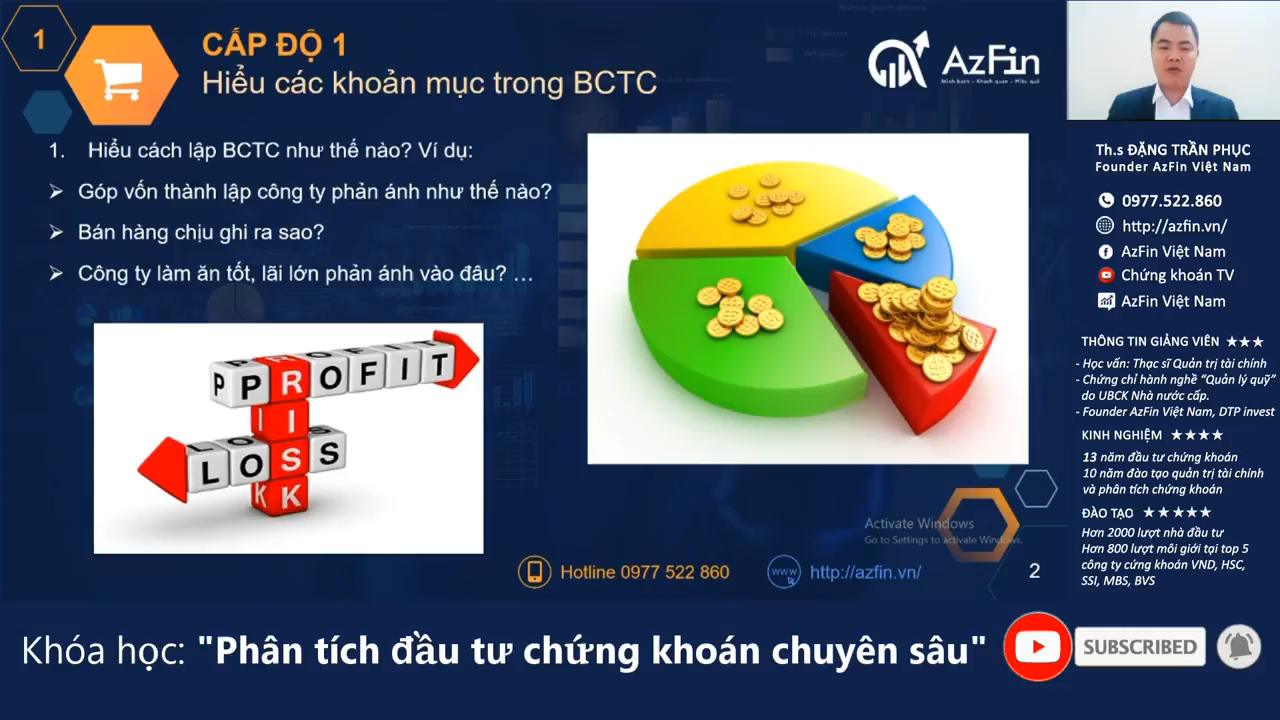 1
CẤP ĐỘ 1
Hiểu các khoản mục trong BCTC
AzFin
Minh bạch - Khách quan - Hiệu quả
1. Hiểu cách lập BCTC như thế nào? Ví dụ:
Góp vốn thành lập công ty phản ánh như thế nào?
Bán hàng chịu ghi ra sao?
Công ty làm ăn tốt, lãi lớn phản ánh vào đâu? ...
PROFIT
RISK
LOSS
Activate Windows
Go to Settings to activate Windows.
Hotline 0977 522 860
www
http://azfin.vn/
2
Th.s ĐẶNG TRẦN PHỤC
Founder AzFin Việt Nam
0977.522.860
http://azfin.vn/
AzFin Việt Nam
Chứng khoán TV
AzFin Việt Nam
THÔNG TIN GIẢNG VIÊN ★★★
- Học vấn: Thạc sĩ Quản trị tài chính
- Chứng chỉ hành nghề “Quản lý quỹ”
do UBCK Nhà nước cấp.
- Founder AzFin Việt Nam, DTP invest
KINH NGHIỆM ★★★★
13 năm đầu tư chứng khoán
10 năm đào tạo quản trị tài chính
và phân tích chứng khoán
ĐÀO TẠO ★★★★★
Hơn 2000 lượt nhà đầu tư
Hơn 800 lượt môi giới tại top 5
công ty cứng khoán VND, HSC,
SSI, MBS, BVS
Khóa học: "Phân tích đầu tư chứng khoán chuyên sâu"
SUBSCRIBED